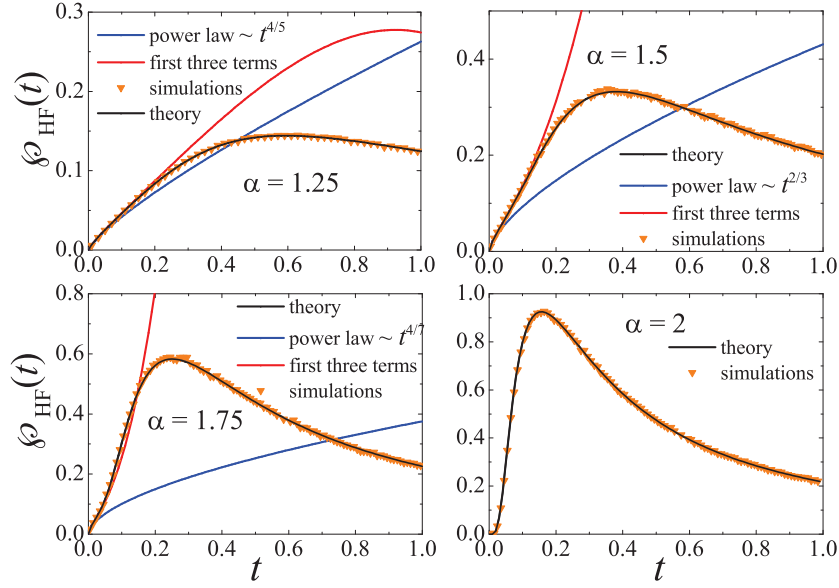 0.3
0.2
0.1
0.0
℘HF(t)
power law ~ t^4/5
first three terms
simulations
theory
α = 1.25
0.0 0.2 0.4 0.6 0.8 1.0
0.4
0.2
0.0
℘HF(t)
α = 1.5
theory
power law ~ t^2/3
first three terms
simulations
0.0 0.2 0.4 0.6 0.8 1.0
0.8
0.6
0.4
0.2
0.0
℘HF(t)
theory
power law ~ t^4/7
first three terms
simulations
α = 1.75
0.0 0.2 0.4 0.6 0.8 1.0
t
1.0
0.8
0.6
0.4
0.2
0.0
α = 2
theory
simulations
0.0 0.2 0.4 0.6 0.8 1.0
t